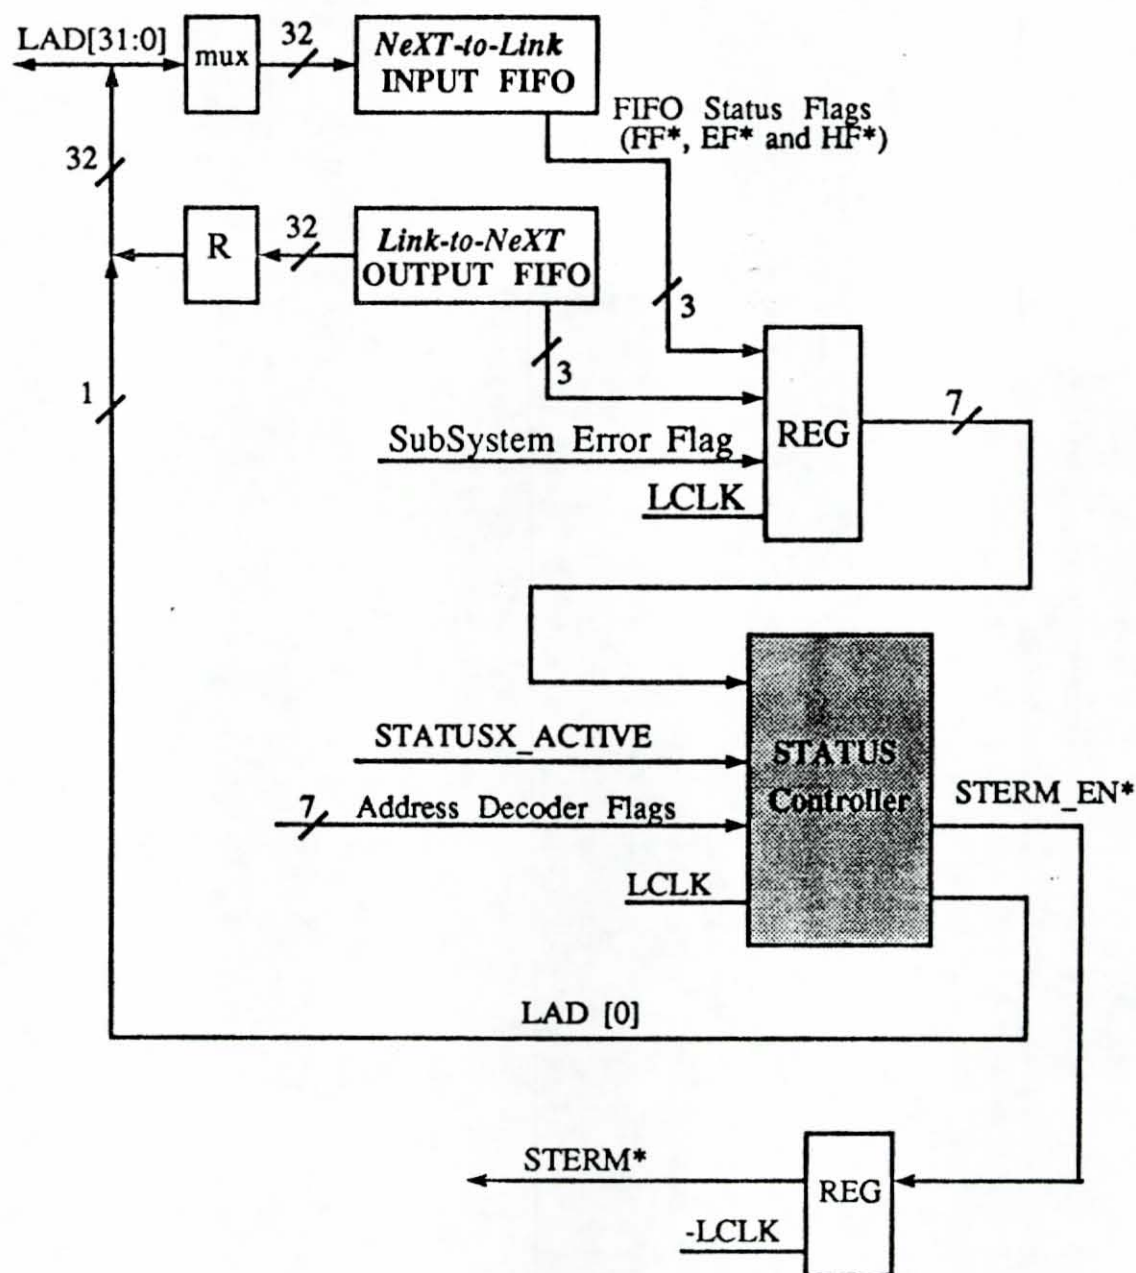 LAD[31:0]
mux
32
NeXT-to-Link
INPUT FIFO
FIFO Status Flags
(FF*, EF* and HF*)
32
R
32
Link-to-NeXT
OUTPUT FIFO
3
3
1
REG
7
SubSystem Error Flag
LCLK
STATUSX_ACTIVE
STATUS
Controller
STERM_EN*
7
Address Decoder Flags
LCLK
LAD [0]
STERM*
REG
-LCLK